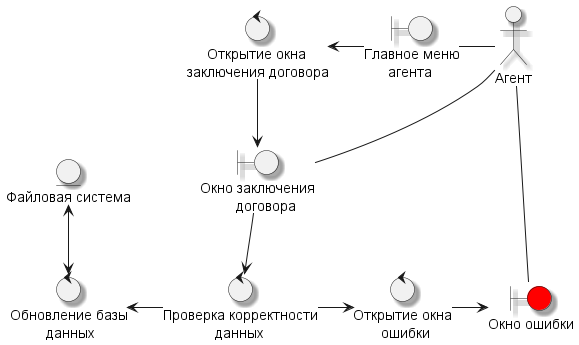 Открытие окна
заключения договора
Главное меню
агента
Агент
Файловая система
Окно заключения
договора
Обновление базы
данных
Проверка корректности
данных
Открытие окна
ошибки
Окно ошибки